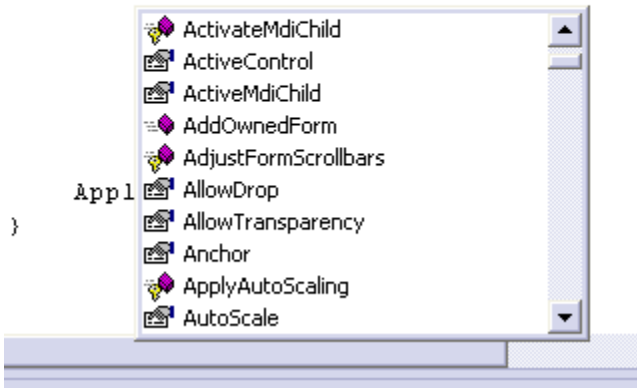 ActivateMdiChild
ActiveControl
ActiveMdiChild
AddOwnedForm
AdjustFormScrollbars
Appl AllowDrop
} AllowTransparency
Anchor
ApplyAutoScaling
AutoScale